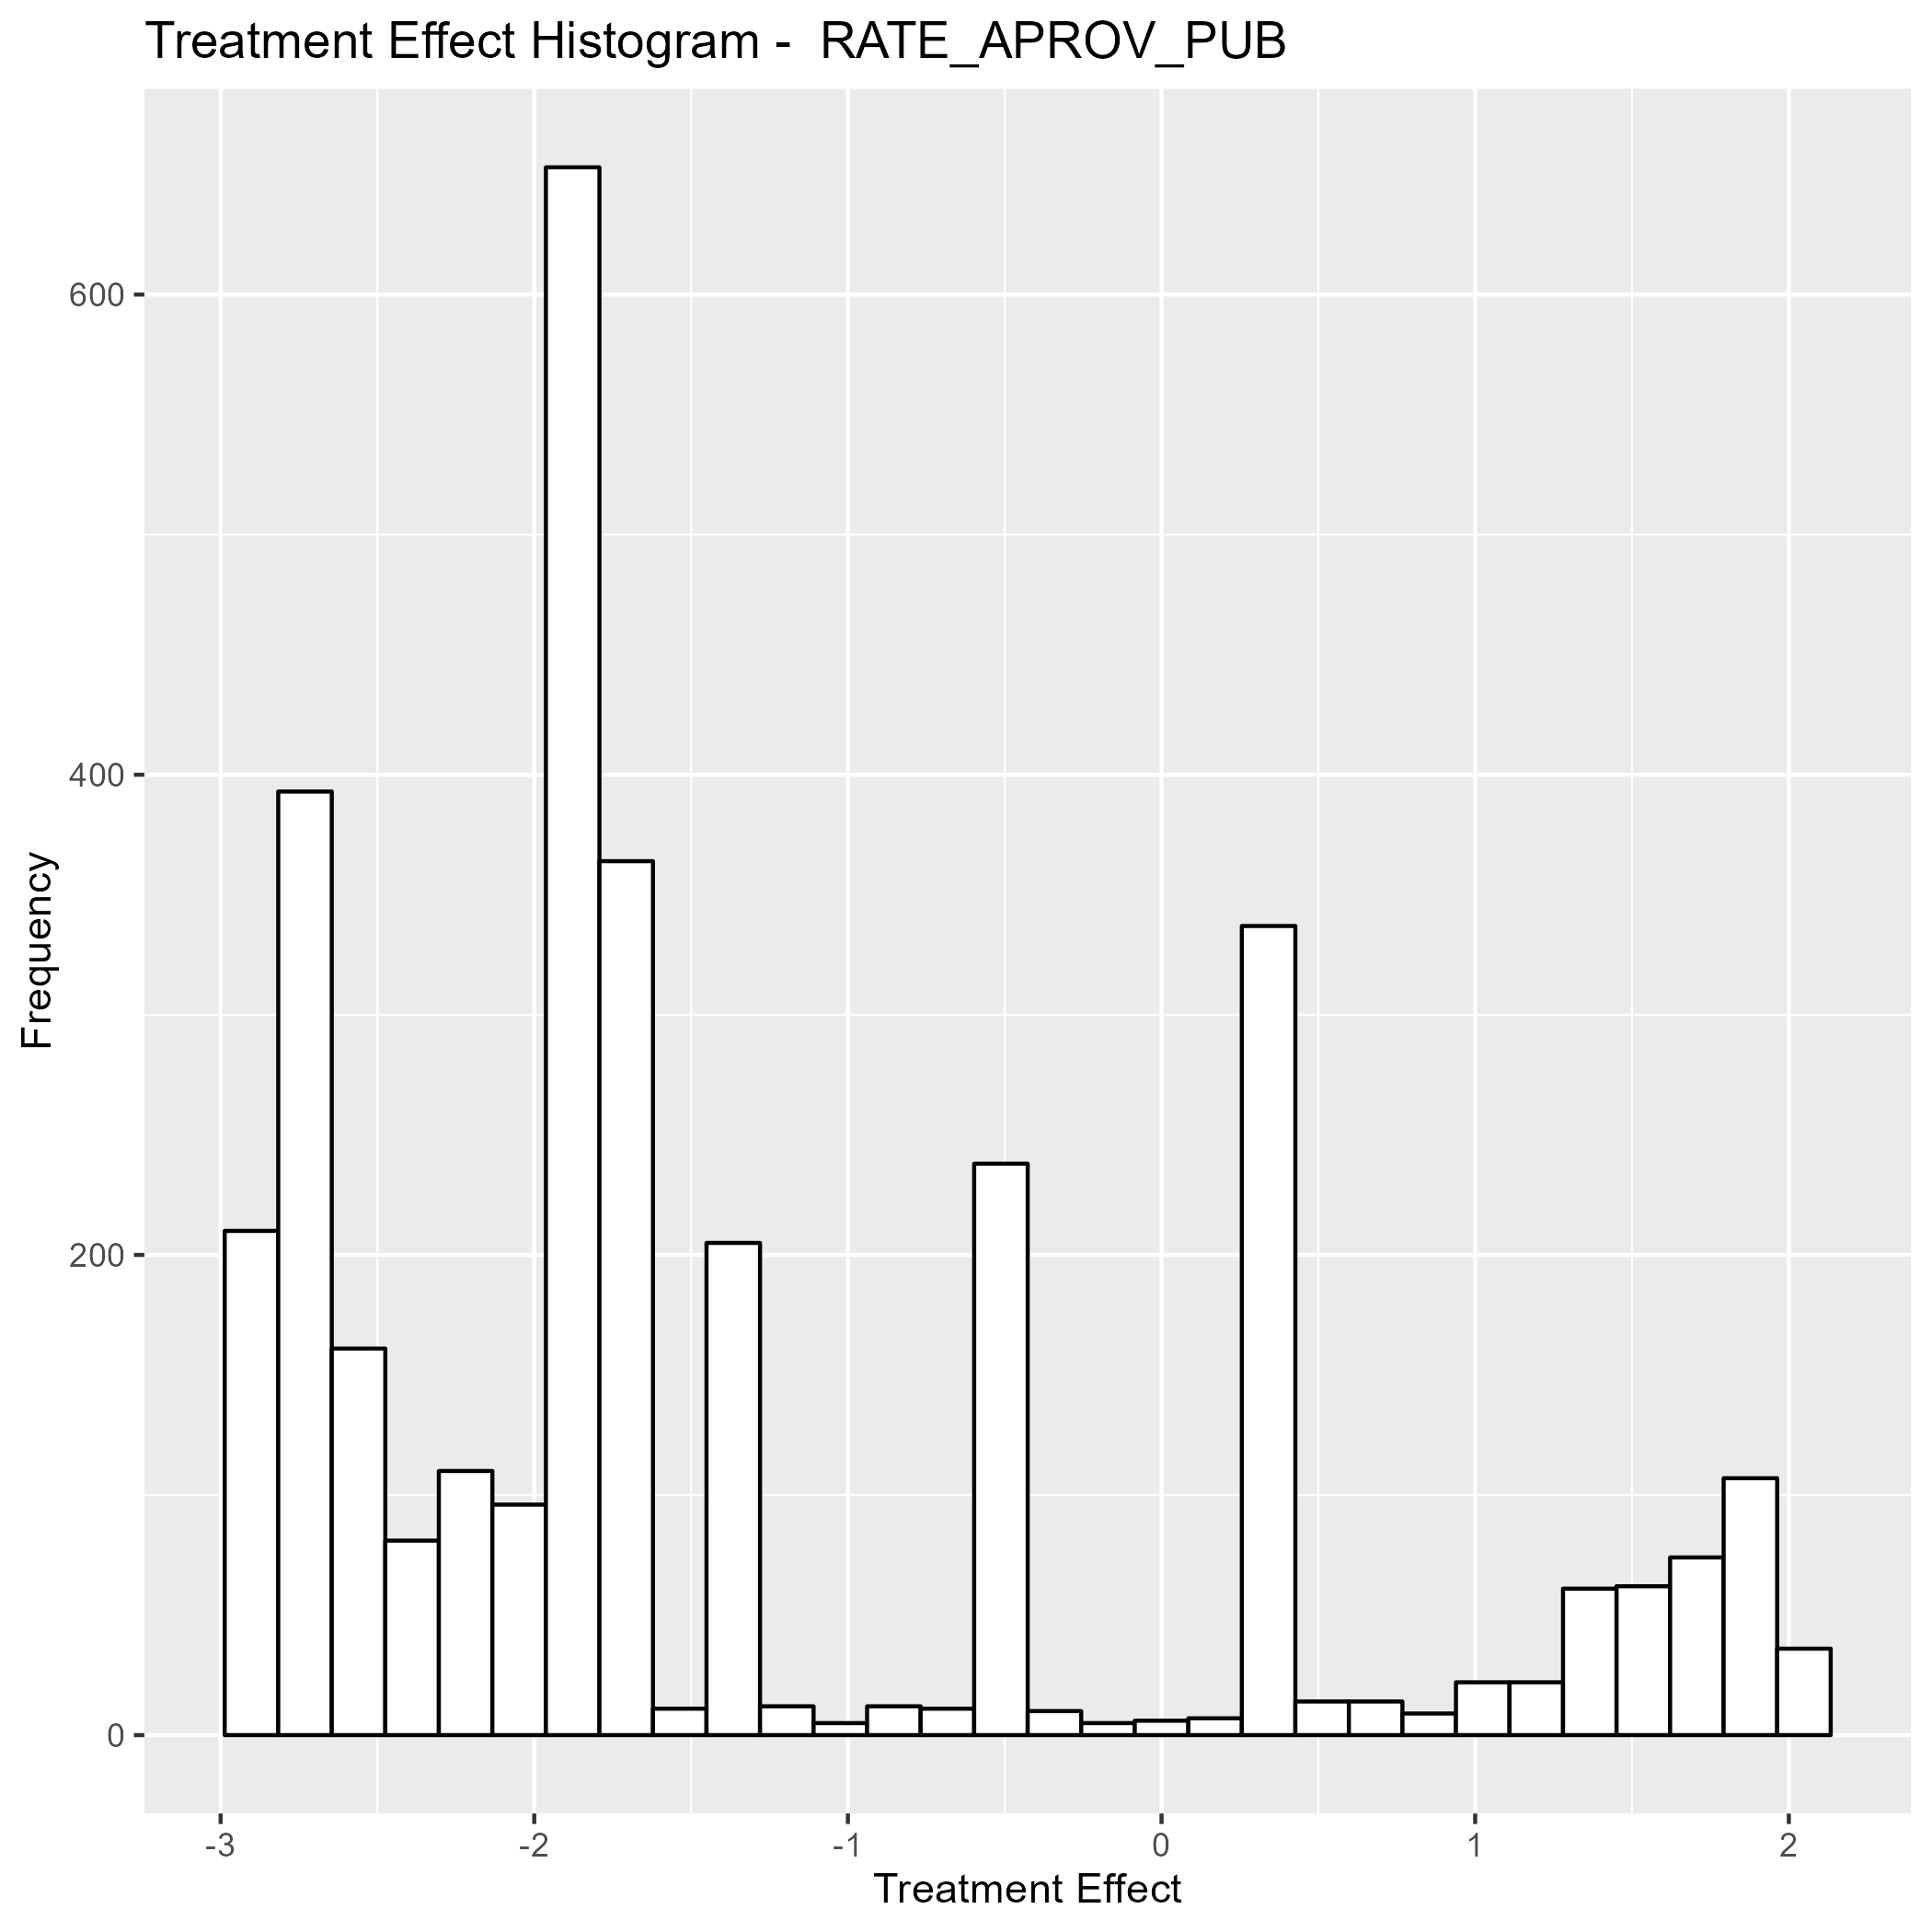 Treatment Effect Histogram -  RATE_APROV_PUB
Frequency
600
400
200
0
-3 -2 -1 0 1 2
Treatment Effect